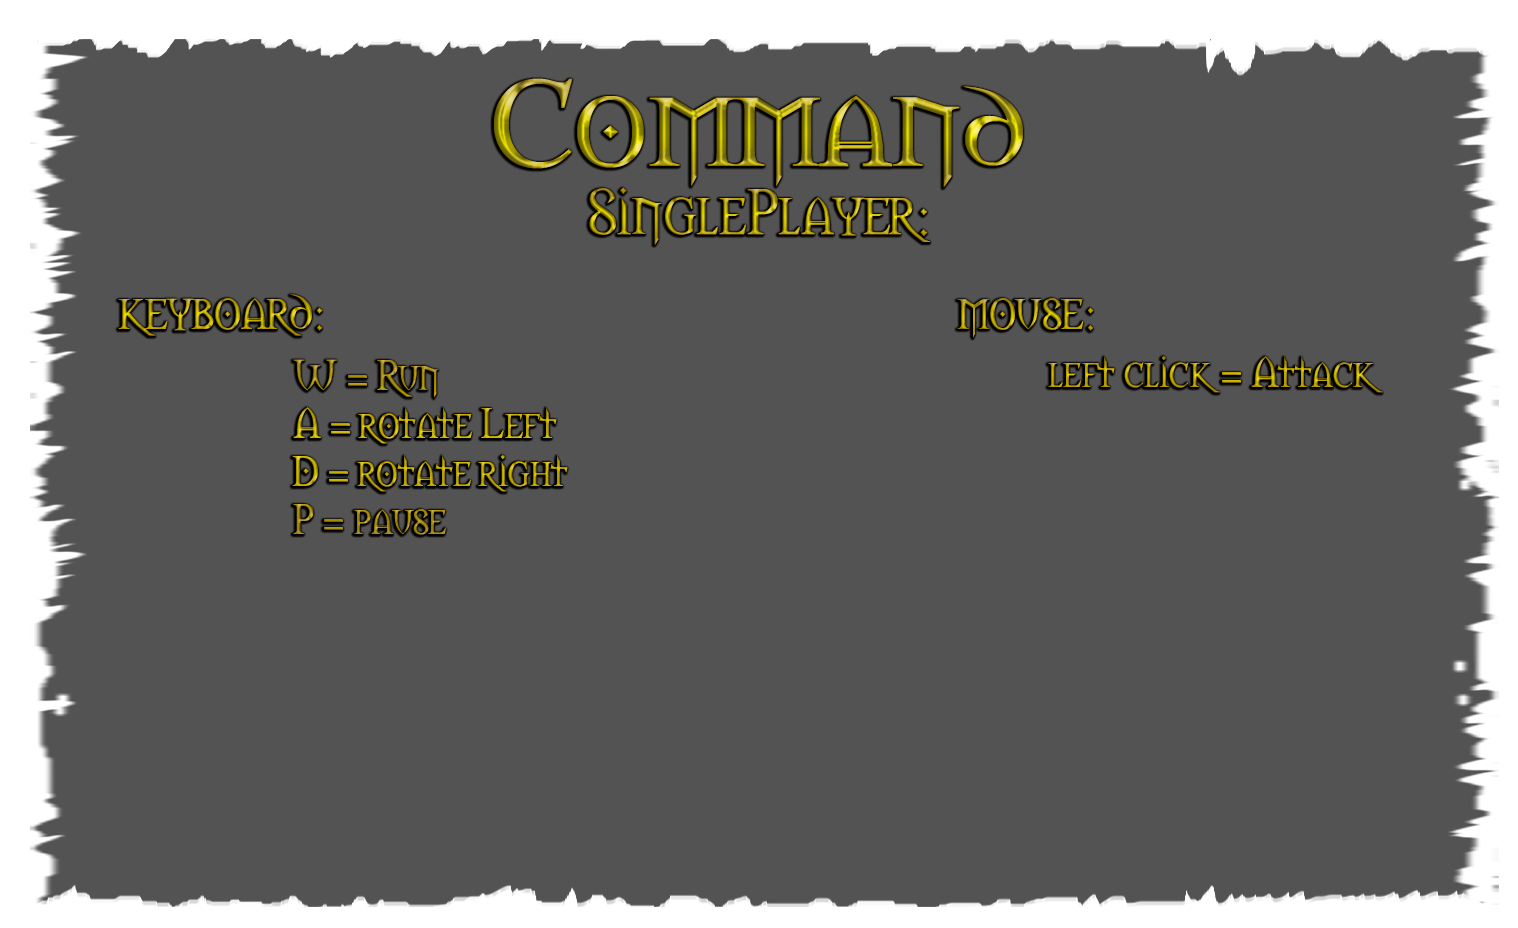 Command
SinglePlayer:
Keyboard:
W = Run
A = rotate Left
D = rotate right
P = pause
Mouse:
left click = Attack